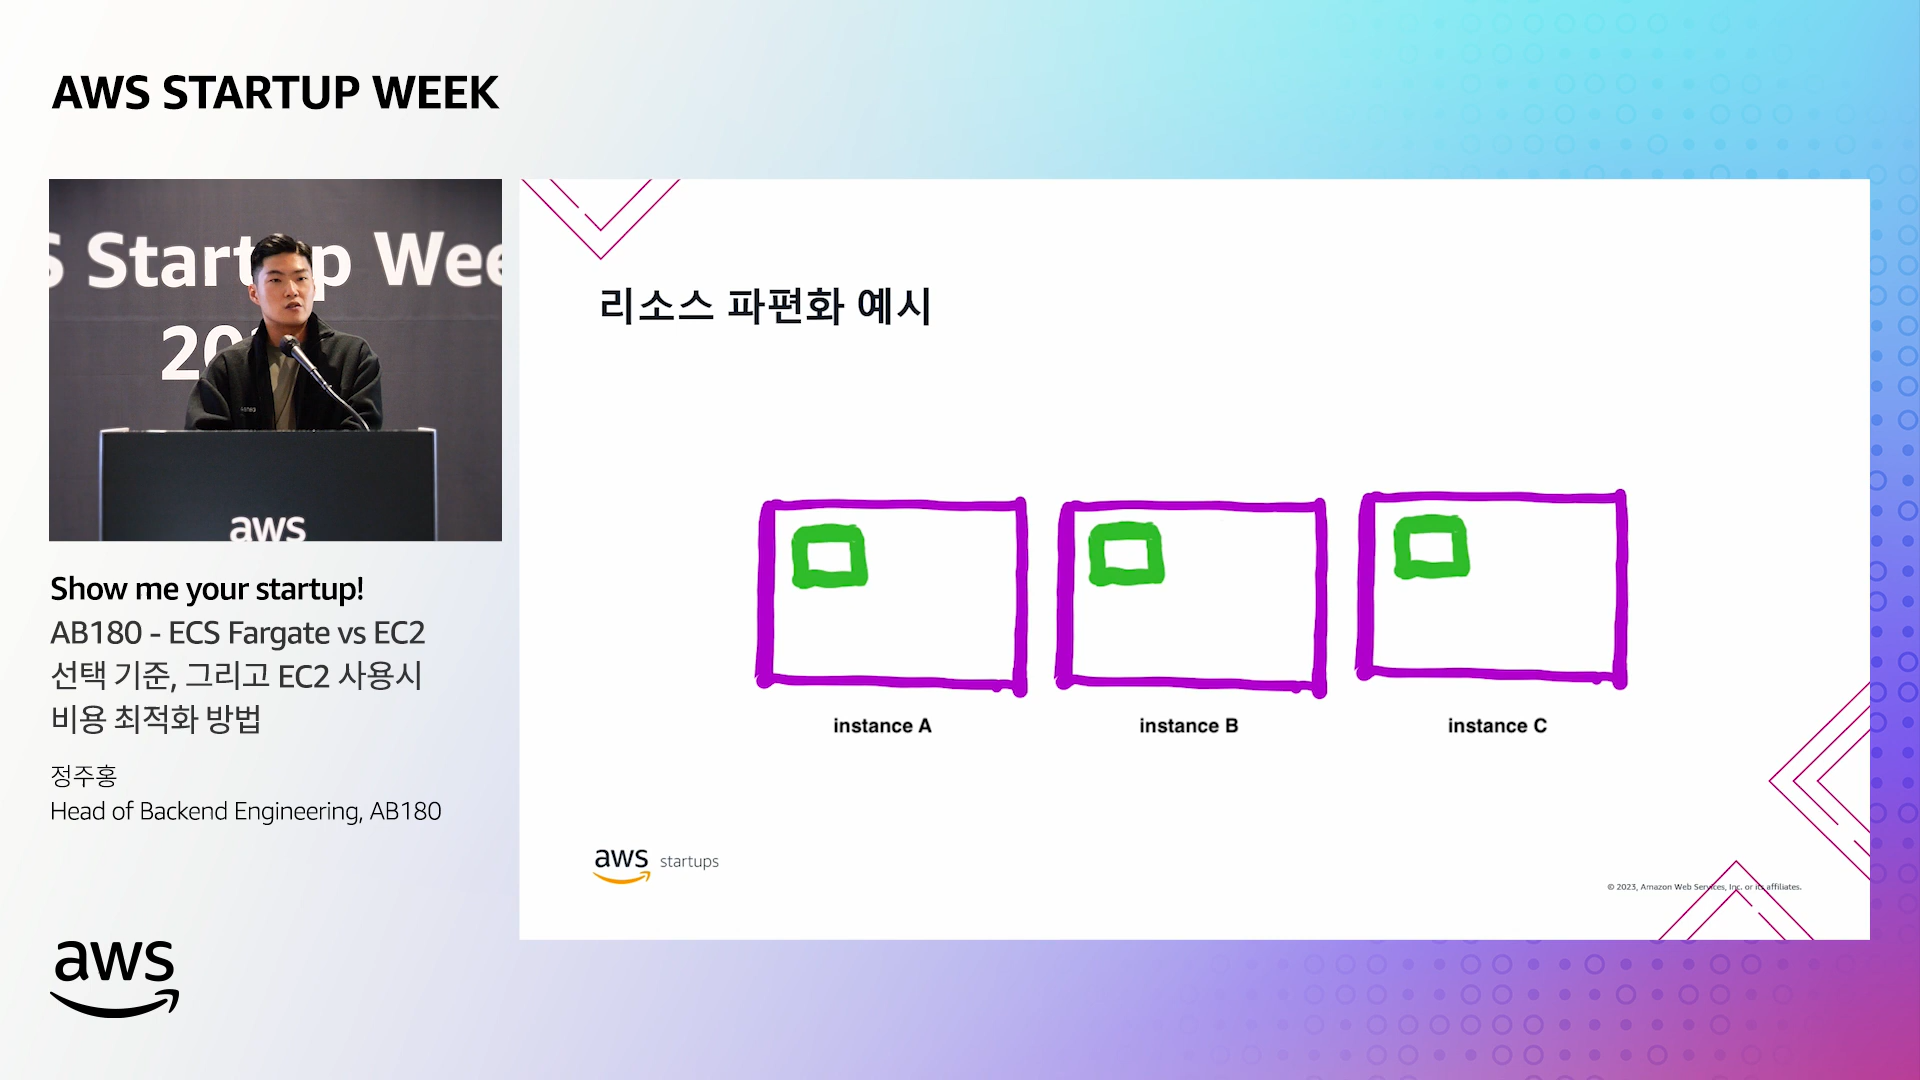 AWS STARTUP WEEK
S Startup Wee
20
aws
Show me your startup!
AB180 - ECS Fargate vs EC2
선택 기준, 그리고 EC2 사용시
비용 최적화 방법
정주홍
Head of Backend Engineering, AB180
aws
리소스 파편화 예시
instance A
instance B
instance C
aws startups
© 2023, Amazon Web Services, Inc. or its affiliates.